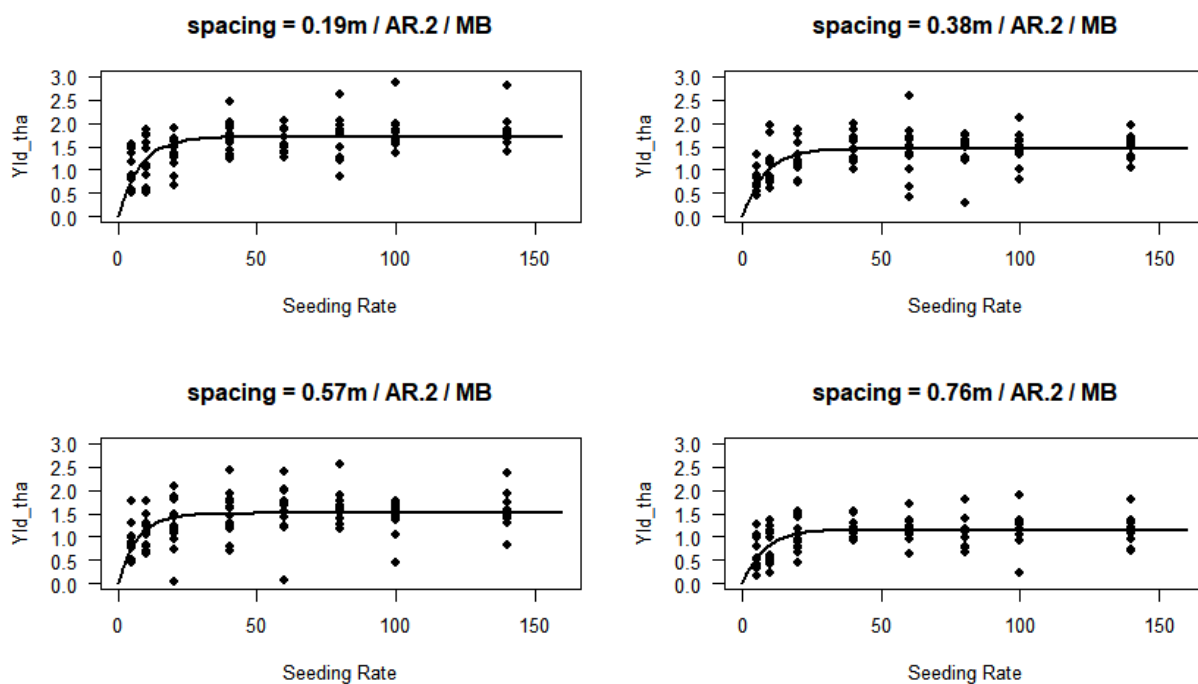 spacing = 0.19m / AR.2 / MB
3.0
2.5
2.0
1.5
1.0
0.5
0.0
Yld_tha
0 50 100 150
Seeding Rate
spacing = 0.38m / AR.2 / MB
3.0
2.5
2.0
1.5
1.0
0.5
0.0
Yld_tha
0 50 100 150
Seeding Rate
spacing = 0.57m / AR.2 / MB
3.0
2.5
2.0
1.5
1.0
0.5
0.0
Yld_tha
0 50 100 150
Seeding Rate
spacing = 0.76m / AR.2 / MB
3.0
2.5
2.0
1.5
1.0
0.5
0.0
Yld_tha
0 50 100 150
Seeding Rate